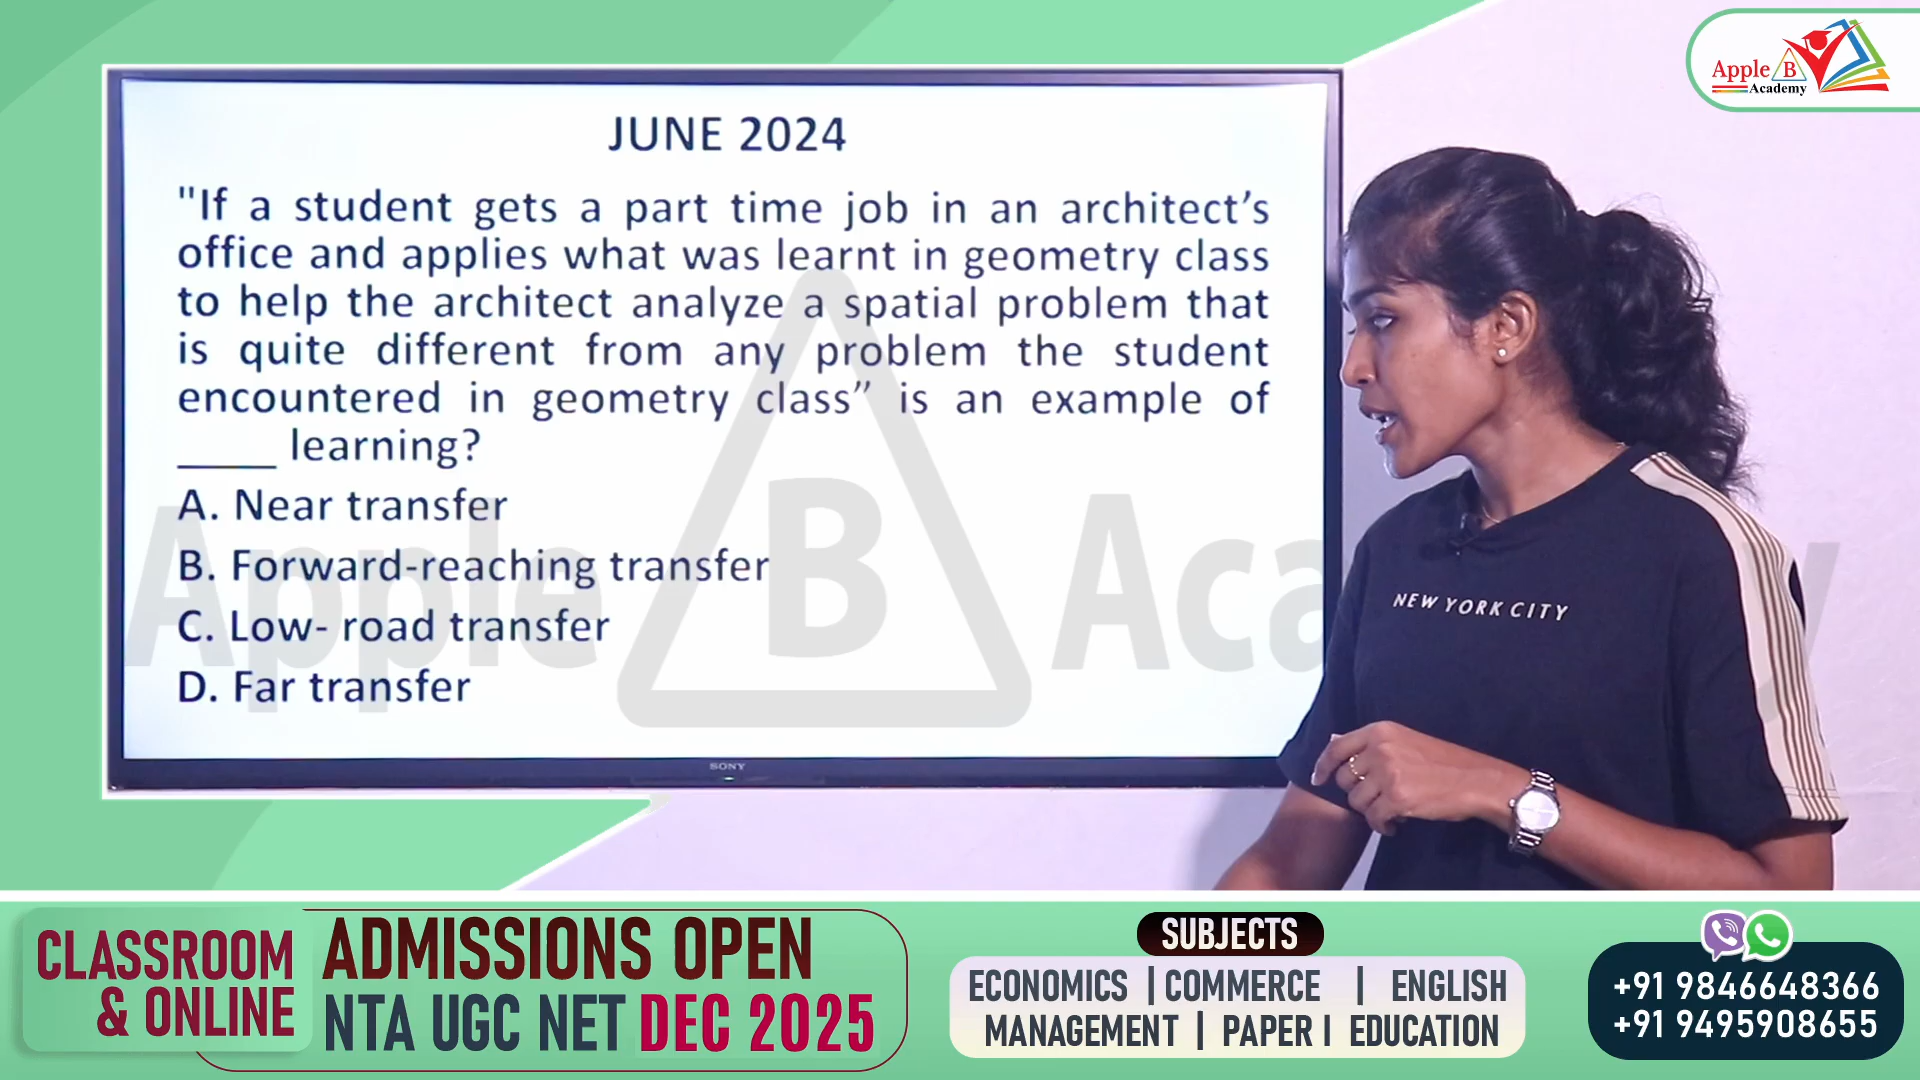 Apple B
Academy
JUNE 2024
"If a student gets a part time job in an architect’s
office and applies what was learnt in geometry class
to help the architect analyze a spatial problem that
is quite different from any problem the student
encountered in geometry class” is an example of
____ learning?
A. Near transfer
B. Forward-reaching transfer
C. Low- road transfer
D. Far transfer
Apple B Aca y
SONY
NEW YORK CITY
CLASSROOM
& ONLINE
ADMISSIONS OPEN
NTA UGC NET DEC 2025
SUBJECTS
ECONOMICS | COMMERCE | ENGLISH
MANAGEMENT | PAPER I EDUCATION
+91 9846648366
+91 9495908655